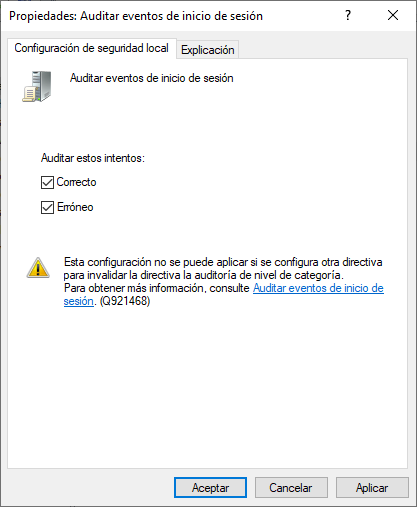 Propiedades: Auditar eventos de inicio de sesión
Configuración de seguridad local
Explicación
Auditar eventos de inicio de sesión
Auditar estos intentos:
Correcto
Erróneo
Esta configuración no se puede aplicar si se configura otra directiva
para invalidar la directiva la auditoría de nivel de categoría.
Para obtener más información, consulte Auditar eventos de inicio de
sesión. (Q921468)
Aceptar
Cancelar
Aplicar